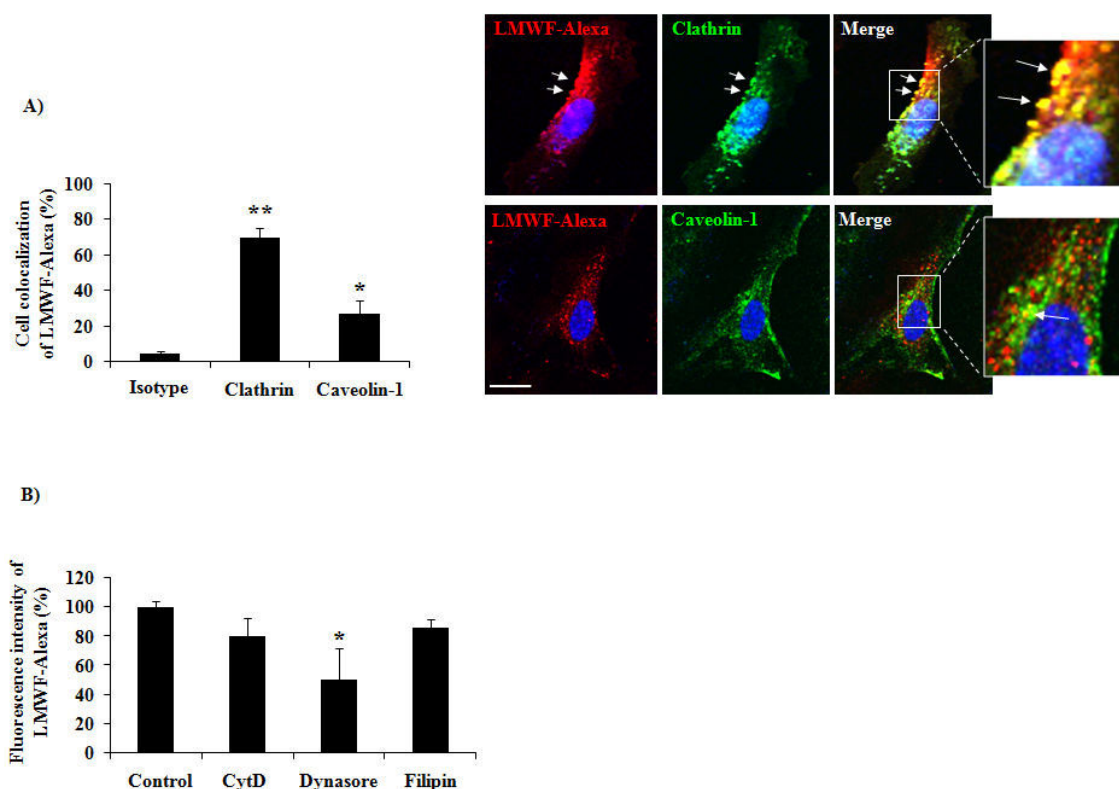 A)
Cell colocalization
of LMWF-Alexa (%)
100
80
60
40
20
0
**
*
Isotype Clathrin Caveolin-1
LMWF-Alexa Clathrin Merge
LMWF-Alexa Caveolin-1 Merge
B)
Fluorescence intensity of
LMWF-Alexa (%)
120
100
80
60
40
20
0
*
Control CytD Dynasore Filipin